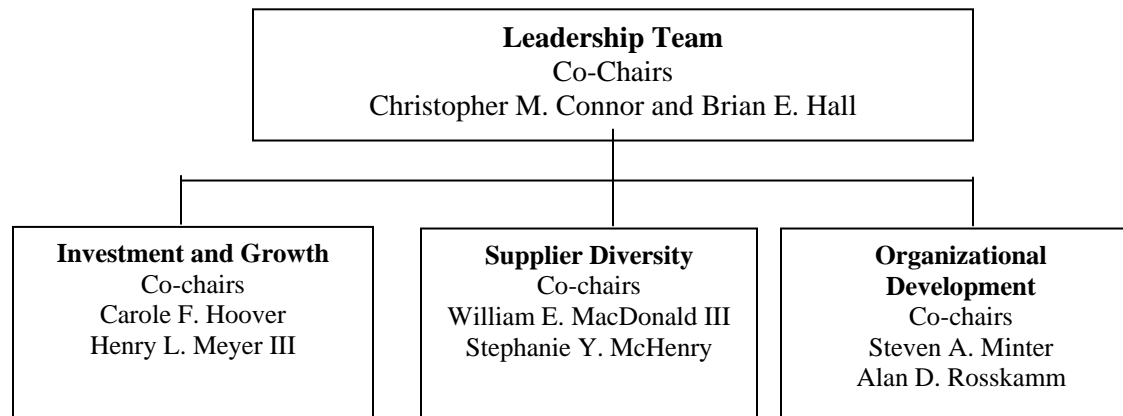 Leadership Team
Co-Chairs
Christopher M. Connor and Brian E. Hall
Investment and Growth
Co-chairs
Carole F. Hoover
Henry L. Meyer III
Supplier Diversity
Co-chairs
William E. MacDonald III
Stephanie Y. McHenry
Organizational
Development
Co-chairs
Steven A. Minter
Alan D. Rosskamm